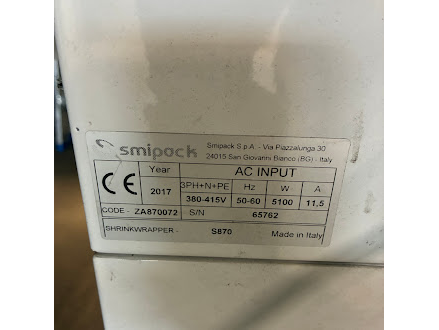 smipack Smipack S.p.A. - Via Piazzalunga 30
24015 San Giovanni Bianco (BG) - Italy
CE Year AC INPUT
2017 3PH+N+PE Hz W A
380-415V 50-60 5100 11,5
CODE - ZA870072 S/N 65762
SHRINKWRAPPER - S870 Made in Italy